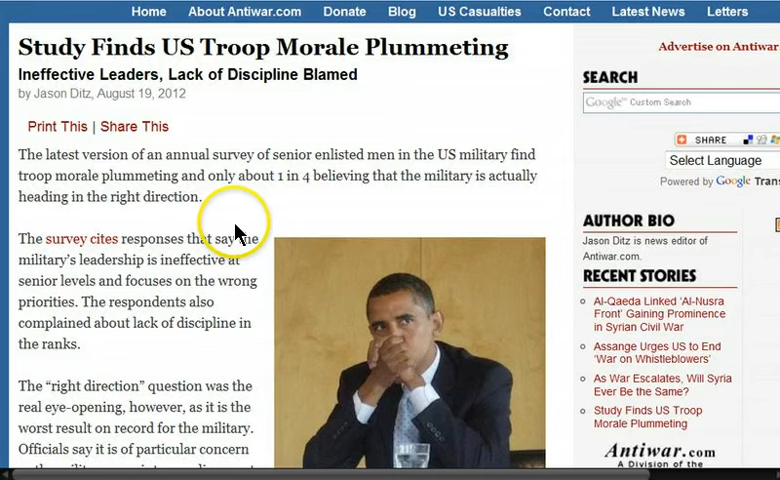 Home About Antiwar.com Donate Blog US Casualties Contact Latest News Letters
Study Finds US Troop Morale Plummeting
Ineffective Leaders, Lack of Discipline Blamed
by Jason Ditz, August 19, 2012
Print This | Share This
The latest version of an annual survey of senior enlisted men in the US military find
troop morale plummeting and only about 1 in 4 believing that the military is actually
heading in the right direction.
The survey cites responses that say the
military's leadership is ineffective at
senior levels and focuses on the wrong
priorities. The respondents also
complained about lack of discipline in
the ranks.
The “right direction” question was the
real eye-opening, however, as it is the
worst result on record for the military.
Officials say it is of particular concern
Advertise on Antiwar
SEARCH
Google™ Custom Search
SHARE
Select Language
Powered by Google Trans
AUTHOR BIO
Jason Ditz is news editor of
Antiwar.com.
RECENT STORIES
Al-Qaeda Linked ‘Al-Nusra
Front’ Gaining Prominence
in Syrian Civil War
Assange Urges US to End
‘War on Whistleblowers’
As War Escalates, Will Syria
Ever Be the Same?
Study Finds US Troop
Morale Plummeting
Antiwar.com
A Division of the